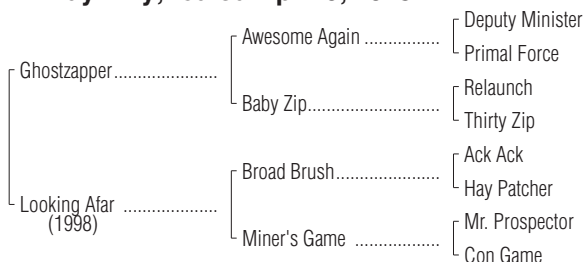 Deputy Minister
Awesome Again ................
Primal Force
Ghostzapper......................
Relaunch
Baby Zip............................
Thirty Zip
Ack Ack
Broad Brush......................
Hay Patcher
Looking Afar ....................
(1998)
Mr. Prospector
Miner's Game ..................
Con Game